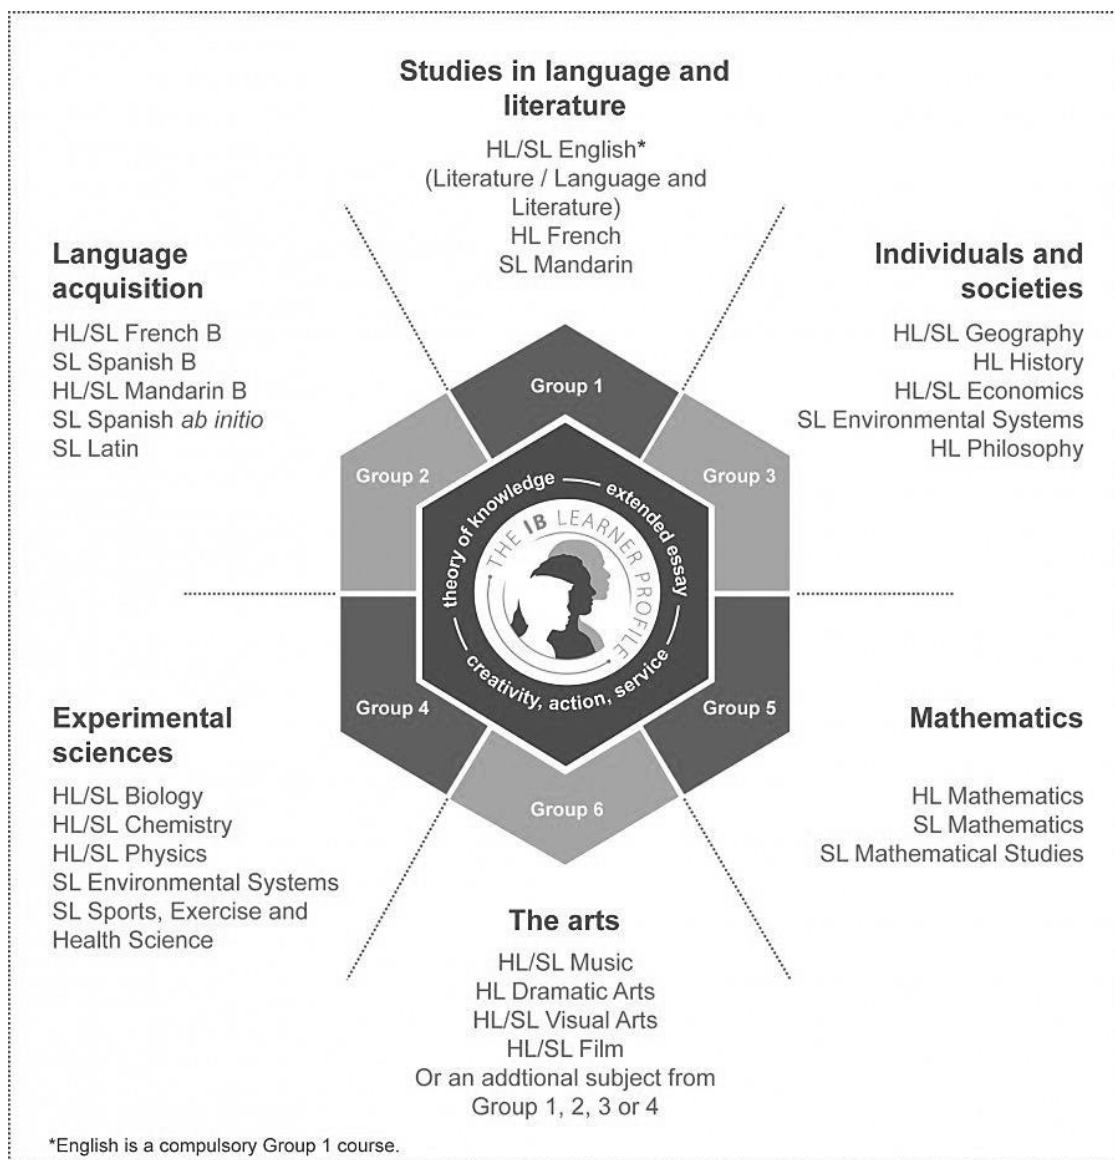 Studies in language and
literature
HL/SL English*
(Literature / Language and
Literature)
HL French
SL Mandarin
Language
acquisition
HL/SL French B
SL Spanish B
HL/SL Mandarin B
SL Spanish ab initio
SL Latin
Individuals and
societies
HL/SL Geography
HL History
HL/SL Economics
SL Environmental Systems
HL Philosophy
Group 1
Group 2
Group 3
theory of knowledge
extended essay
creativity, action, service
THE IB LEARNER PROFILE
Group 4
Group 5
Group 6
Experimental
sciences
HL/SL Biology
HL/SL Chemistry
HL/SL Physics
SL Environmental Systems
SL Sports, Exercise and
Health Science
Mathematics
HL Mathematics
SL Mathematics
SL Mathematical Studies
The arts
HL/SL Music
HL Dramatic Arts
HL/SL Visual Arts
HL/SL Film
Or an addtional subject from
Group 1, 2, 3 or 4
*English is a compulsory Group 1 course.